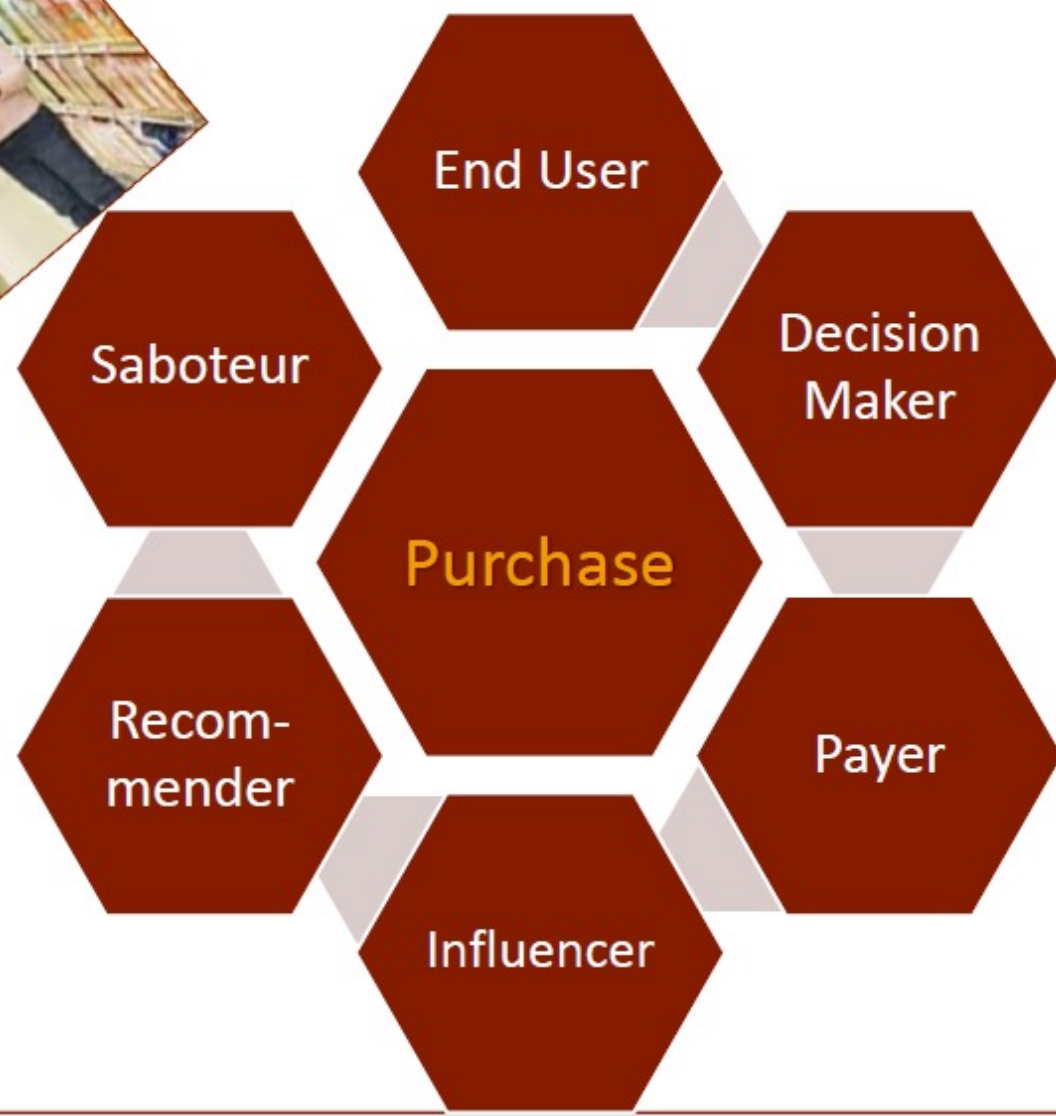 End User
Decision
Maker
Saboteur
Purchase
Recom-
mender
Payer
Influencer